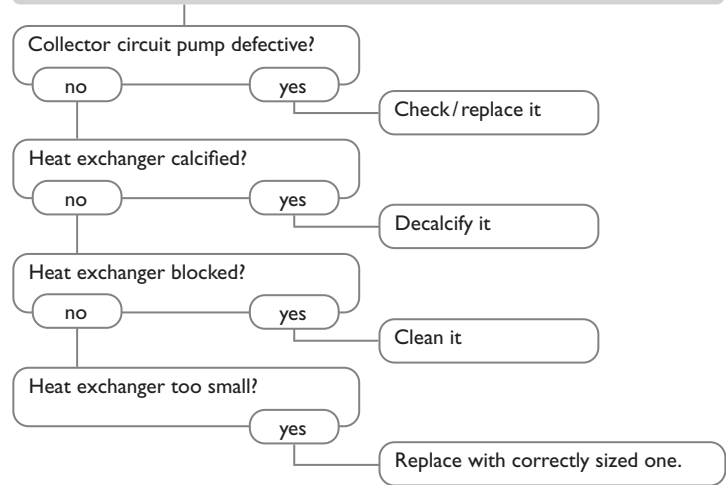 Collector circuit pump defective?
no
yes
Check/replace it
Heat exchanger calcified?
no
yes
Decalcify it
Heat exchanger blocked?
no
yes
Clean it
Heat exchanger too small?
yes
Replace with correctly sized one.